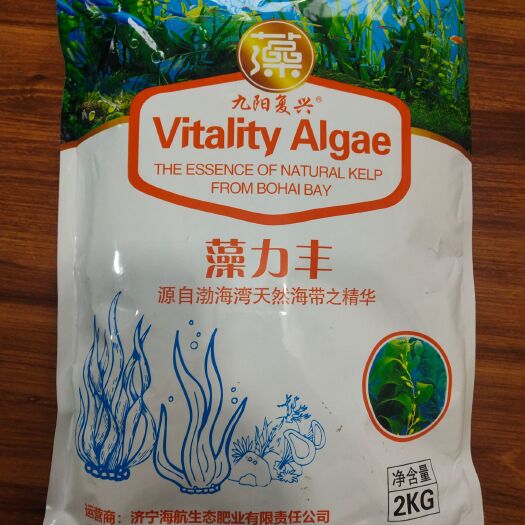 藻
九阳复兴®
Vitality Algae
THE ESSENCE OF NATURAL KELP
FROM BOHAI BAY
藻力丰
源自渤海湾天然海带之精华
净含量
2KG
运营商：济宁海航生态肥业有限责任公司